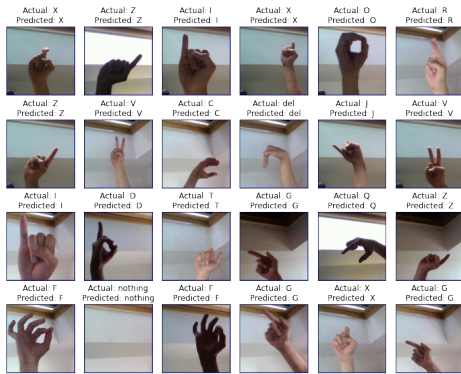 Actual: X
Predicted: X
Actual: Z
Predicted: Z
Actual: I
Predicted: I
Actual: X
Predicted: X
Actual: O
Predicted: O
Actual: R
Predicted: R
Actual: Z
Predicted: Z
Actual: V
Predicted: V
Actual: C
Predicted: C
Actual: del
Predicted: del
Actual: J
Predicted: J
Actual: V
Predicted: V
Actual: I
Predicted: I
Actual: D
Predicted: D
Actual: T
Predicted: T
Actual: G
Predicted: G
Actual: Q
Predicted: Q
Actual: Z
Predicted: Z
Actual: F
Predicted: F
Actual: nothing
Predicted: nothing
Actual: F
Predicted: F
Actual: G
Predicted: G
Actual: X
Predicted: X
Actual: G
Predicted: G